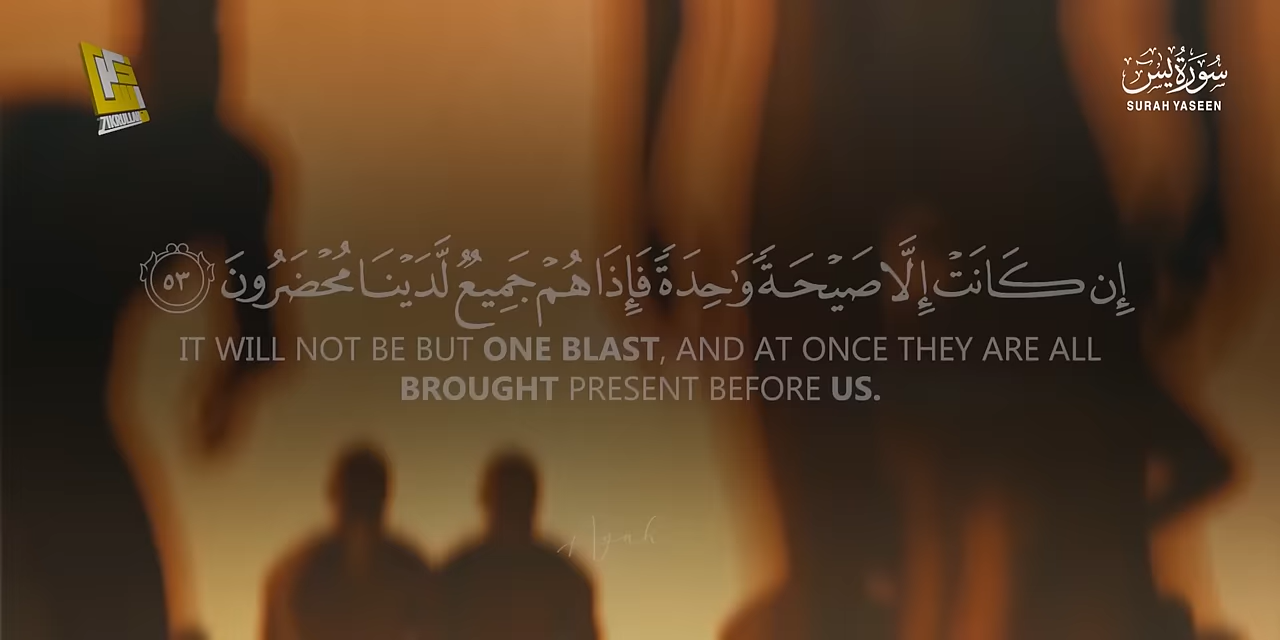 ZIKRULLAH
سُورَةُ يس
SURAH YASEEN
إِن كَانَتْ إِلَّا صَيْحَةً وَٰحِدَةً فَإِذَا هُمْ جَمِيعٌ لَّدَيْنَا مُحْضَرُونَ ٥٣
IT WILL NOT BE BUT ONE BLAST, AND AT ONCE THEY ARE ALL
BROUGHT PRESENT BEFORE US.